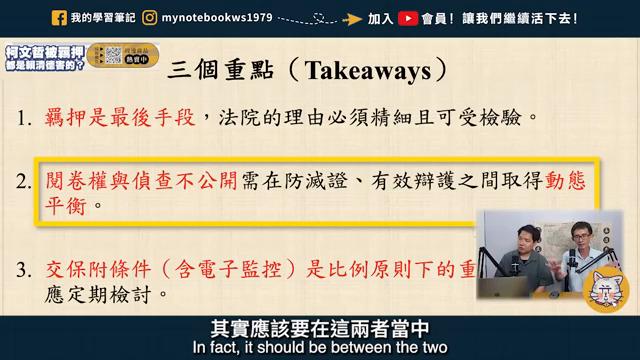 我的學習筆記
mynotebookws1979
加入
會員！讓我們繼續活下去！
柯文哲被羈押
都是賴清德害的？
熱賣中
三個重點（Takeaways）
1. 羈押是最後手段，法院的理由必須精細且可受檢驗。
2. 閱卷權與偵查不公開需在防滅證、有效辯護之間取得動態
平衡。
3. 交保附條件（含電子監控）是比例原則下的重
應定期檢討。
其實應該要在這兩者當中
In fact, it should be between the two